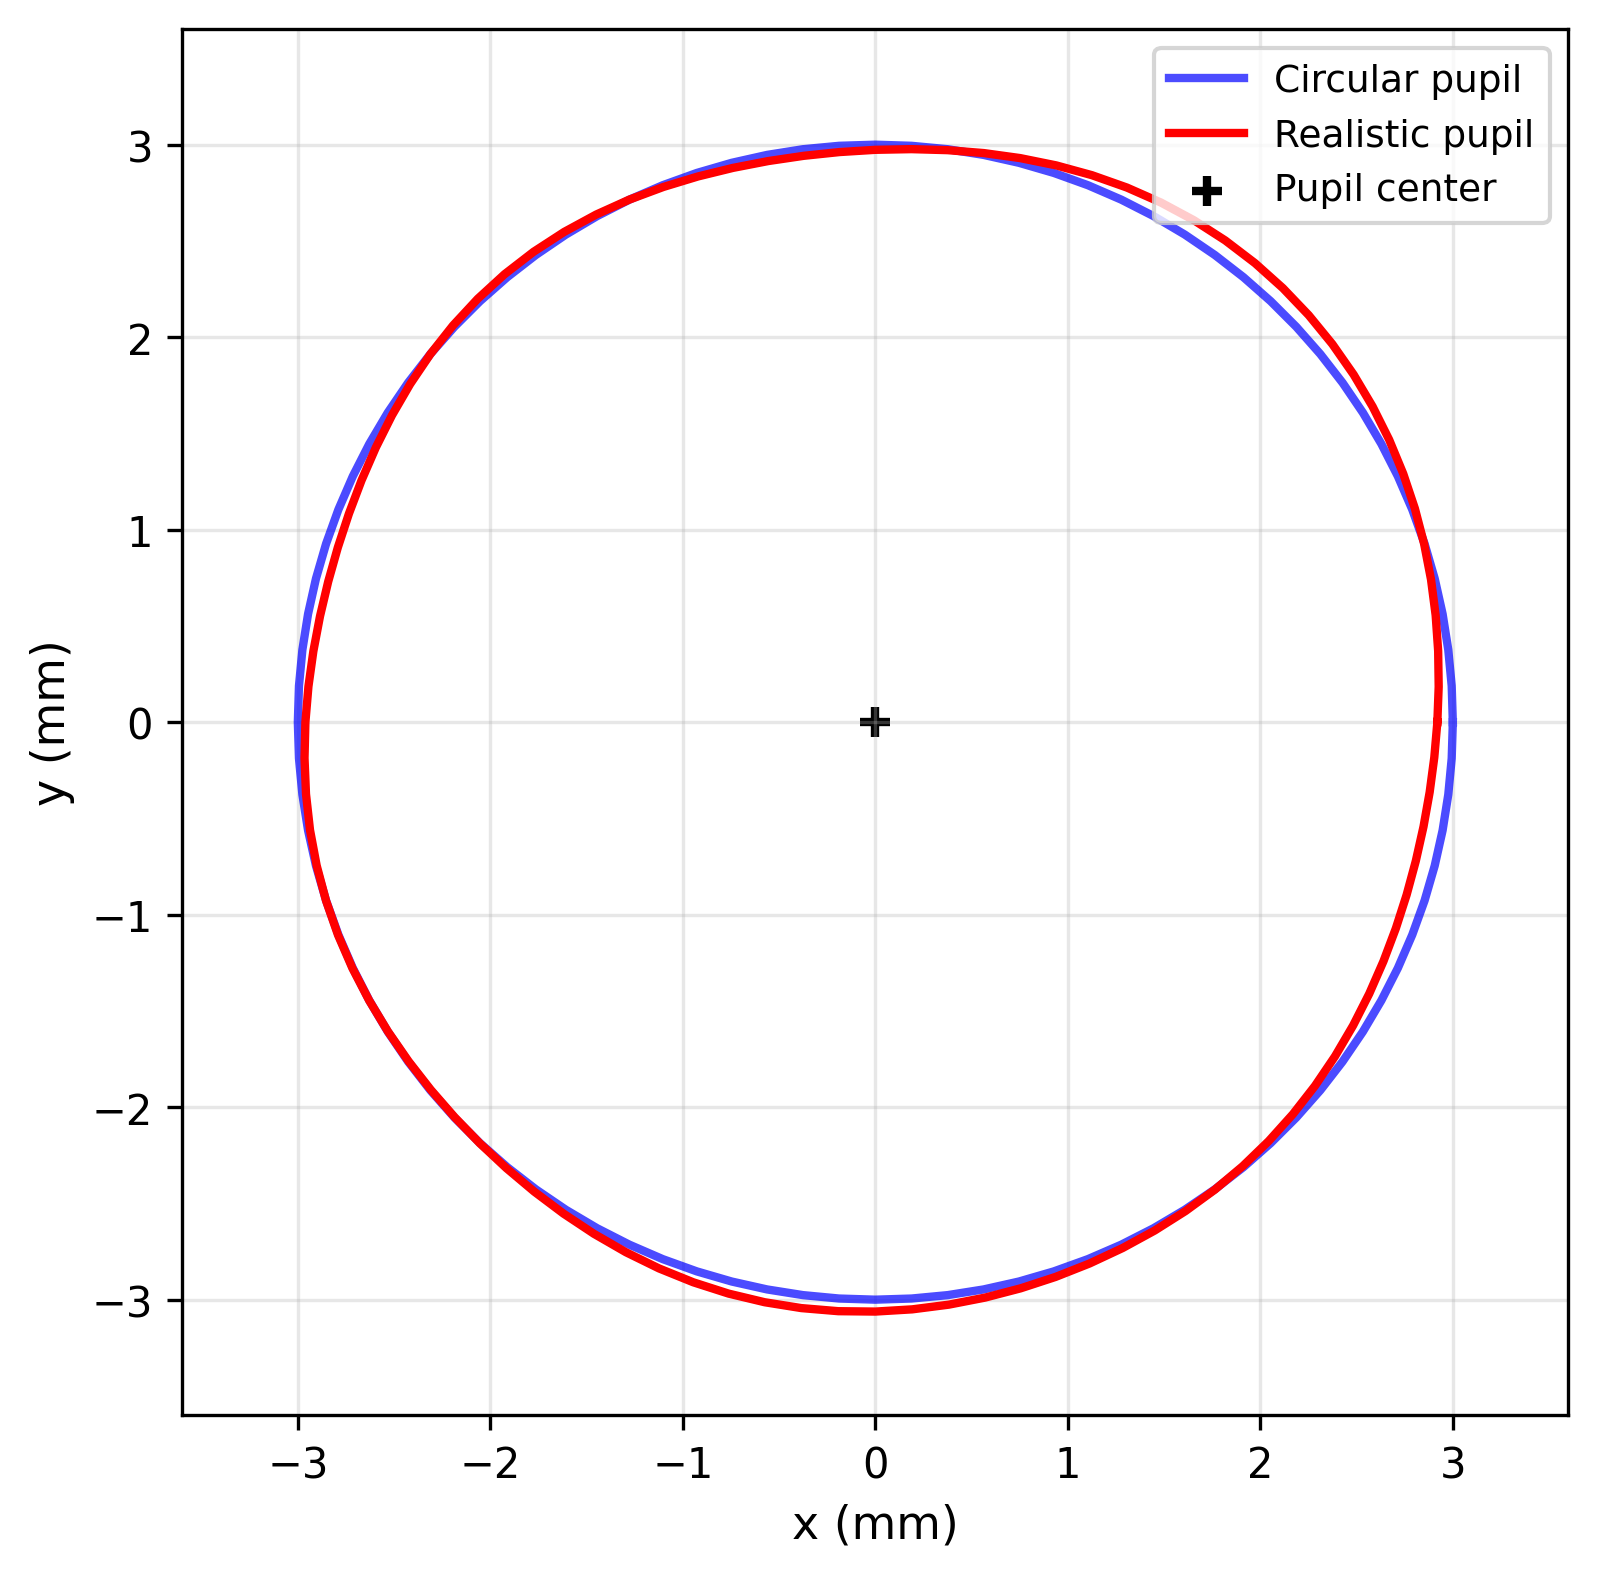 Circular pupil
Realistic pupil
Pupil center
3
2
1
0
−1
−2
−3
y (mm)
−3 −2 −1 0 1 2 3
x (mm)